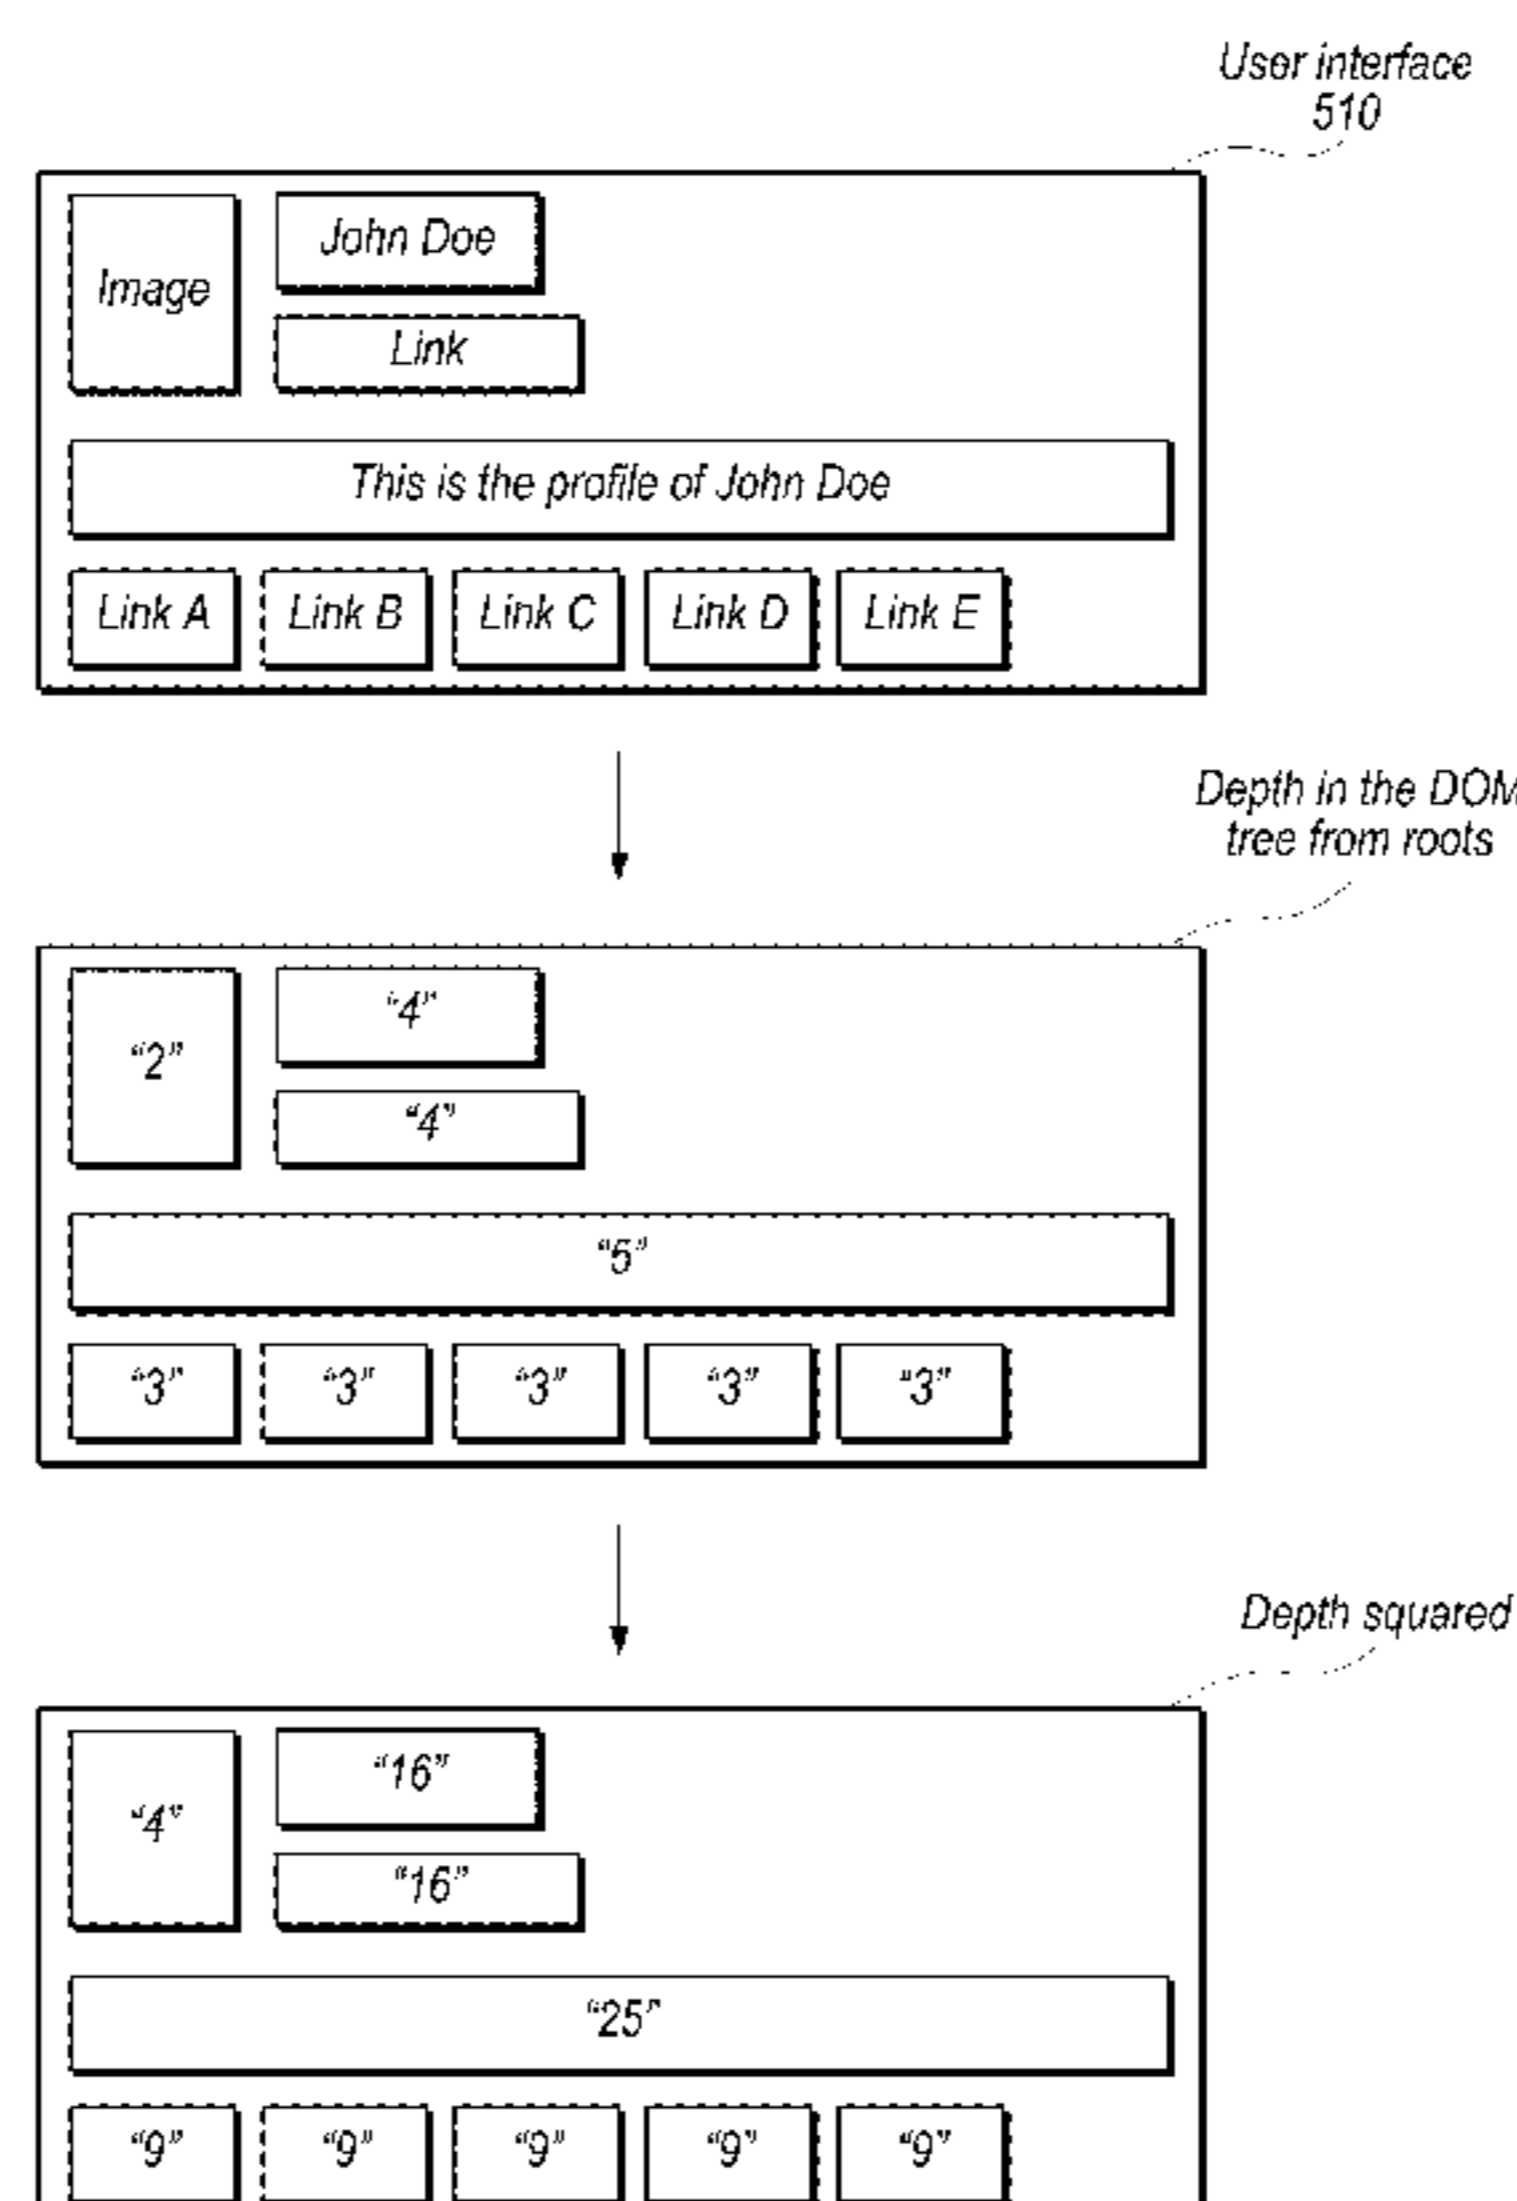 User interface
510
Image
John Doe
Link
This is the profile of John Doe
Link A Link B Link C Link D Link E
Depth in the DOM
tree from roots
"2"
"4"
"4"
"5"
"3" "3" "3" "3" "3"
Depth squared
"4"
"16"
"16"
"25"
"9" "9" "9" "9" "9"